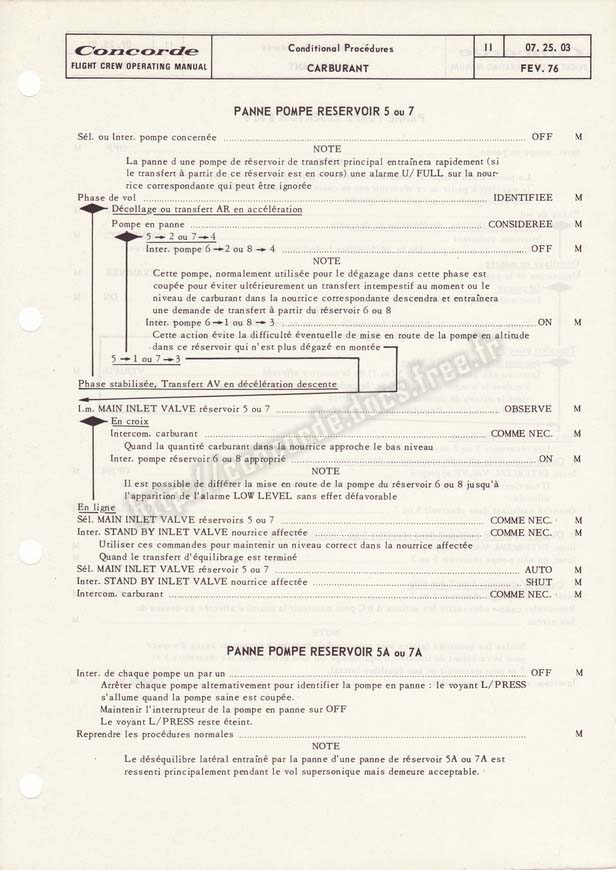 Concorde
FLIGHT CREW OPERATING MANUAL
Conditional Procédures
CARBURANT
11
07. 25. 03
FEV. 76
PANNE POMPE RESERVOIR 5 ou 7
Sél. ou Inter. pompe concernée OFF M
NOTE
La panne d une pompe de réservoir de transfert principal entraînera rapidement (si
le transfert à partir de ce réservoir est en cours) une alarme U/ FULL sur la nour-
rice correspondante qui peut être ignorée
Phase de vol IDENTIFIEE M
Décollage ou transfert AR en accélération
Pompe en panne CONSIDEREE M
5 → 2 ou 7 → 4
Inter. pompe 6 → 2 ou 8 → 4 OFF M
NOTE
Cette pompe, normalement utilisée pour le dégazage dans cette phase est
coupée pour éviter ultérieurement un transfert intempestif au moment ou le
niveau de carburant dans la nourrice correspondante descendra et entraînera
une demande de transfert à partir du réservoir 6 ou 8
Inter. pompe 6 → 1 ou 8 → 3 ON M
Cette action évite la difficulté éventuelle de mise en route de la pompe en altitude
dans ce réservoir qui n'est plus dégazé en montée
5 → 1 ou 7 → 3
Phase stabilisée, Transfert AV en décélération descente
I.m. MAIN INLET VALVE réservoir 5 ou 7 OBSERVE M
En croix
Intercom. carburant COMME NEC. M
Quand la quantité carburant dans la nourrice approche le bas niveau
Inter. pompe réservoir 6 ou 8 approprié ON M
NOTE
Il est possible de différer la mise en route de la pompe du réservoir 6 ou 8 jusqu'à
l'apparition de l'alarme LOW LEVEL sans effet défavorable
En ligne
Sél. MAIN INLET VALVE réservoirs 5 ou 7 COMME NEC. M
Inter. STAND BY INLET VALVE nourrice affectée COMME NEC. M
Utiliser ces commandes pour maintenir un niveau correct dans la nourrice affectée
Quand le transfert d'équilibrage est terminé
Sél. MAIN INLET VALVE réservoir 5 ou 7 AUTO M
Inter. STAND BY INLET VALVE nourrice affectée SHUT M
Intercom. carburant COMME NEC. M
PANNE POMPE RESERVOIR 5A ou 7A
Inter. de chaque pompe un par un OFF M
Arrêter chaque pompe alternativement pour identifier la pompe en panne : le voyant L/PRESS
s'allume quand la pompe saine est coupée.
Maintenir l'interrupteur de la pompe en panne sur OFF
Le voyant L/PRESS reste éteint.
Reprendre les procédures normales M
NOTE
Le déséquilibre latéral entraîné par la panne d'une panne de réservoir 5A ou 7A est
ressenti principalement pendant le vol supersonique mais demeure acceptable.
http://concorde.docs.free.fr